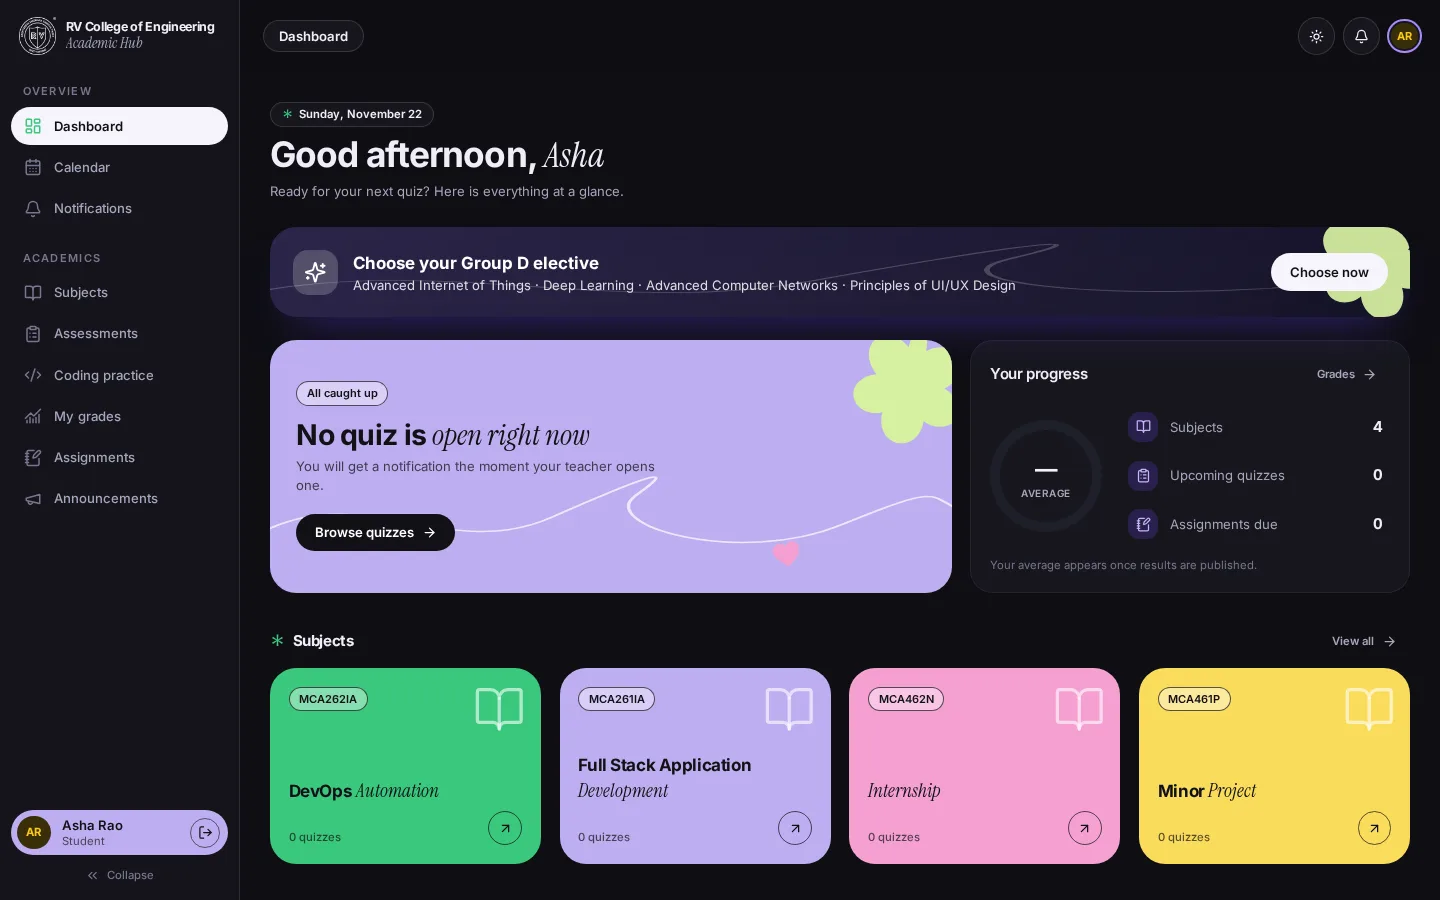 RV College of Engineering
Academic Hub
OVERVIEW
Dashboard
Calendar
Notifications
ACADEMICS
Subjects
Assessments
Coding practice
My grades
Assignments
Announcements
AR
Asha Rao
Student
Collapse
Dashboard
AR
Sunday, November 22
Good afternoon, Asha
Ready for your next quiz? Here is everything at a glance.
Choose your Group D elective
Advanced Internet of Things · Deep Learning · Advanced Computer Networks · Principles of UI/UX Design
Choose now
All caught up
No quiz is open right now
You will get a notification the moment your teacher opens
one.
Browse quizzes
Your progress
Grades
—
AVERAGE
Subjects
4
Upcoming quizzes
0
Assignments due
0
Your average appears once results are published.
Subjects
View all
MCA262IA
DevOps Automation
0 quizzes
MCA261IA
Full Stack Application
Development
0 quizzes
MCA462N
Internship
0 quizzes
MCA461P
Minor Project
0 quizzes